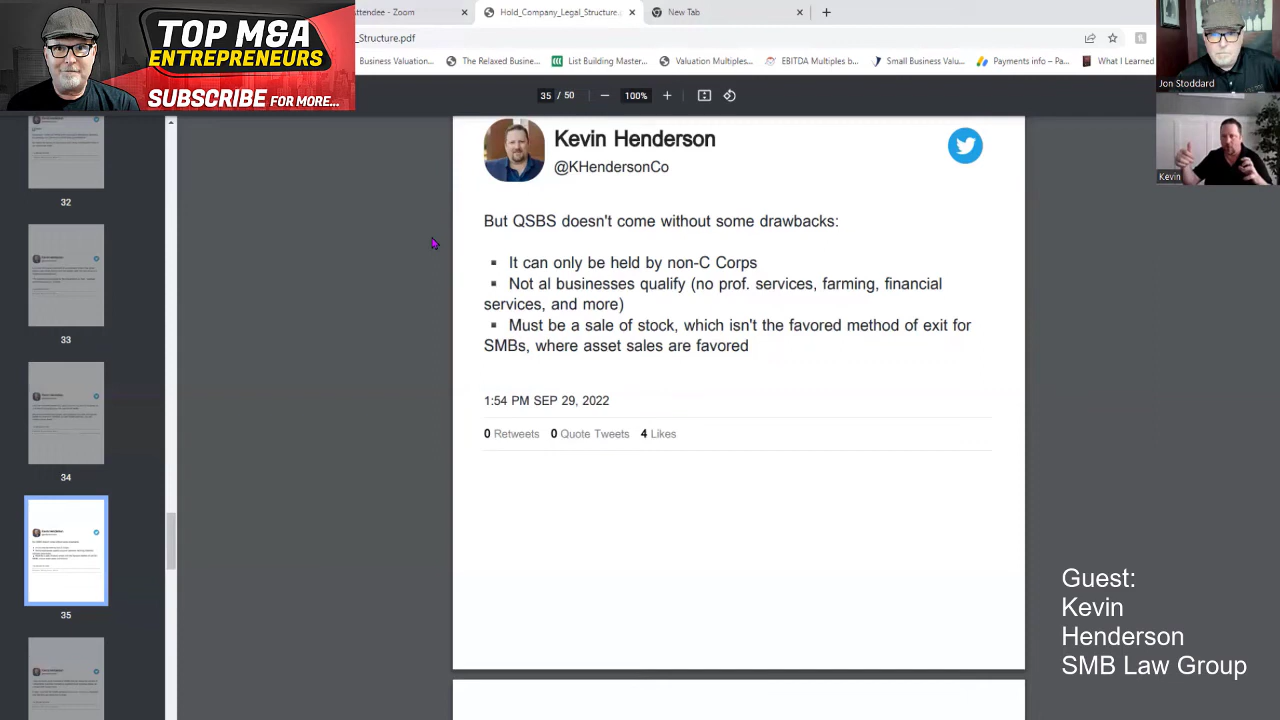 TOP M&A
ENTREPRENEURS
SUBSCRIBE FOR MORE...
ttendee - Zoom
Hold_Company_Legal_Structure.
New Tab
_Structure.pdf
Business Valuation...
The Relaxed Busine...
List Building Master...
Valuation Multiples...
EBITDA Multiples b...
Small Business Valu...
Payments info – Pa...
What I Learned
35 / 50
100%
Jon Stoddard
Kevin
32
33
34
35
Kevin Henderson
@KHendersonCo
But QSBS doesn't come without some drawbacks:
▪ It can only be held by non-C Corps
▪ Not al businesses qualify (no prof. services, farming, financial
services, and more)
▪ Must be a sale of stock, which isn't the favored method of exit for
SMBs, where asset sales are favored
1:54 PM SEP 29, 2022
0 Retweets 0 Quote Tweets 4 Likes
Guest:
Kevin
Henderson
SMB Law Group